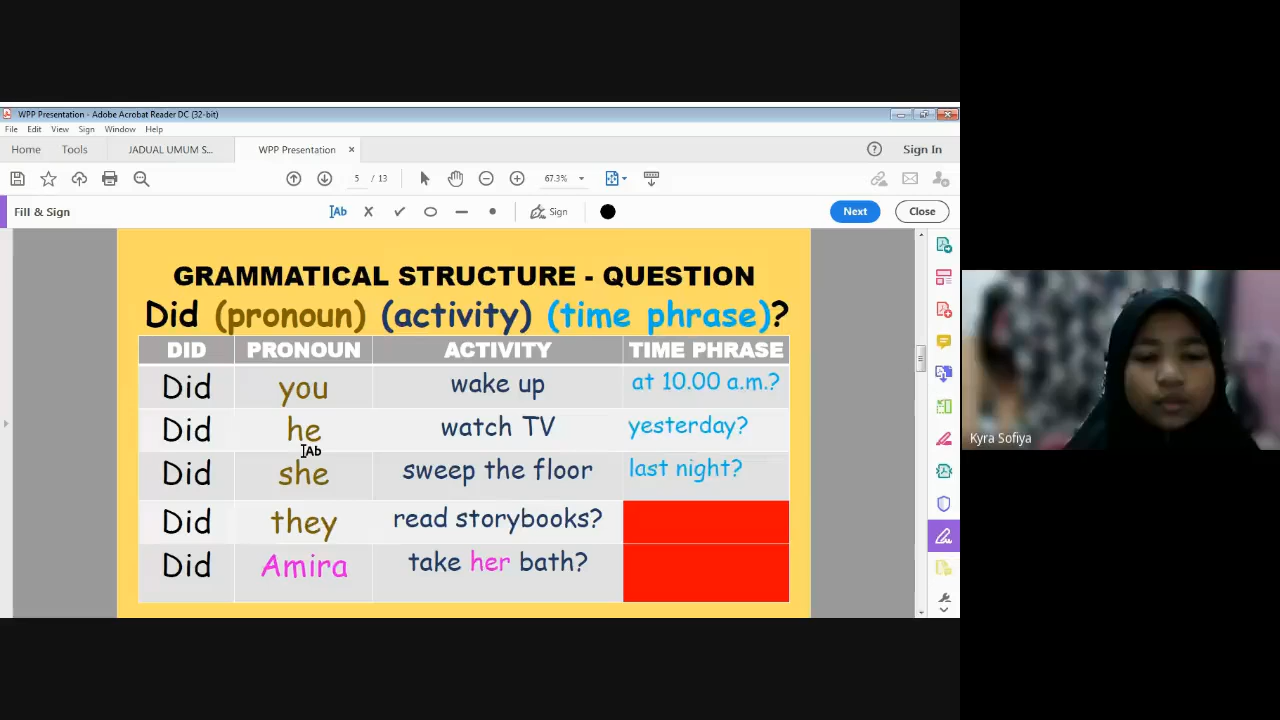 WPP Presentation - Adobe Acrobat Reader DC (32-bit)
File Edit View Sign Window Help
Home Tools JADUAL UMUM S... WPP Presentation × ? Sign In
5 / 13 67.3%
Fill & Sign Ab Sign Next Close
GRAMMATICAL STRUCTURE - QUESTION
Did (pronoun) (activity) (time phrase)?
DID PRONOUN ACTIVITY TIME PHRASE
Did you wake up at 10.00 a.m.?
Did he watch TV yesterday?
Ab
Did she sweep the floor last night?
Did they read storybooks?
Did Amira take her bath?
Kyra Sofiya